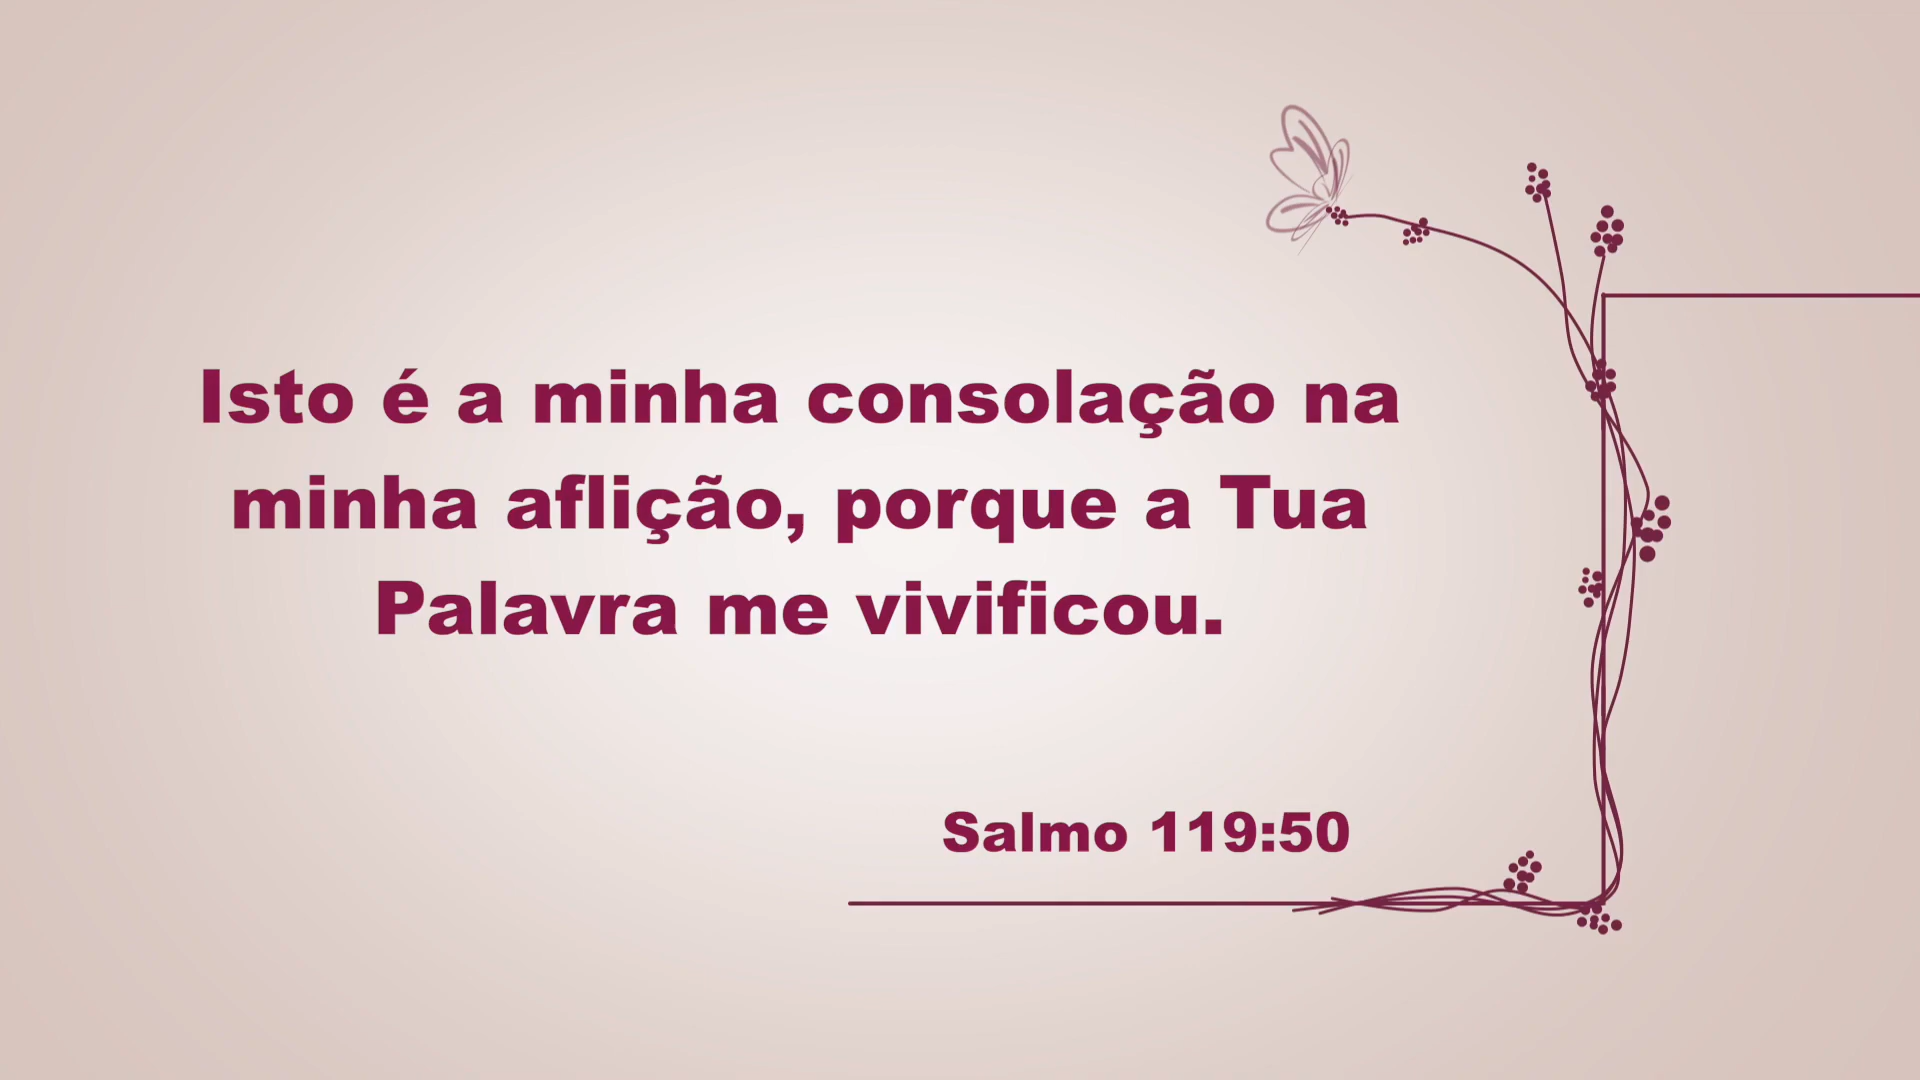 Isto é a minha consolação na
minha aflição, porque a Tua
Palavra me vivificou.
Salmo 119:50